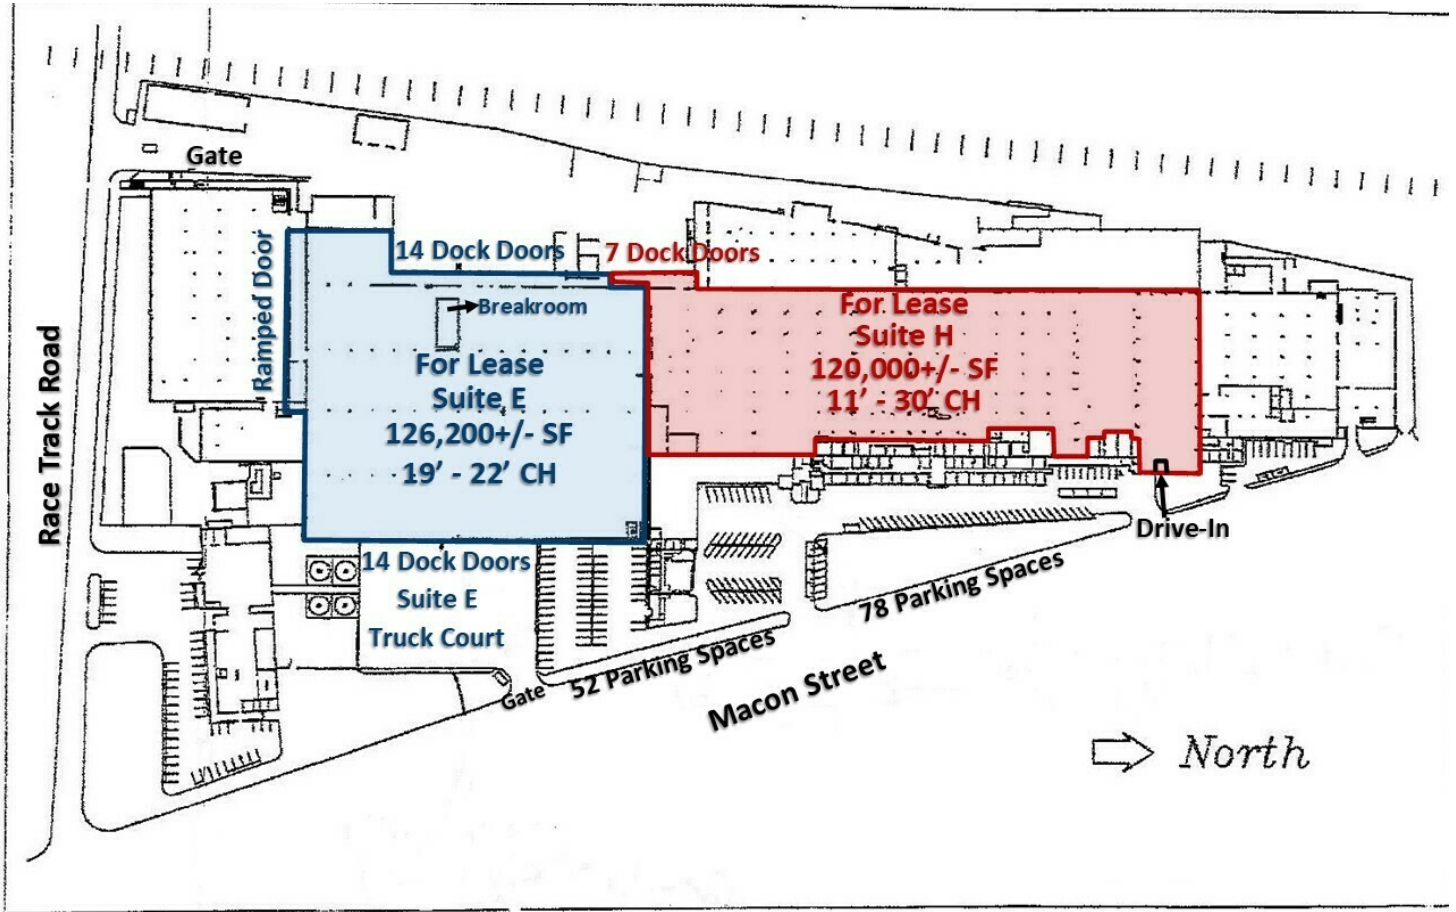 Gate
Raimped Door
14 Dock Doors
7 Dock Doors
Breakroom
For Lease
Suite E
126,200+/- SF
19' - 22' CH
For Lease
Suite H
120,000+/- SF
11' - 30' CH
Race Track Road
Drive-In
14 Dock Doors
Suite E
Truck Court
78 Parking Spaces
52 Parking Spaces
Gate
Macon Street
North